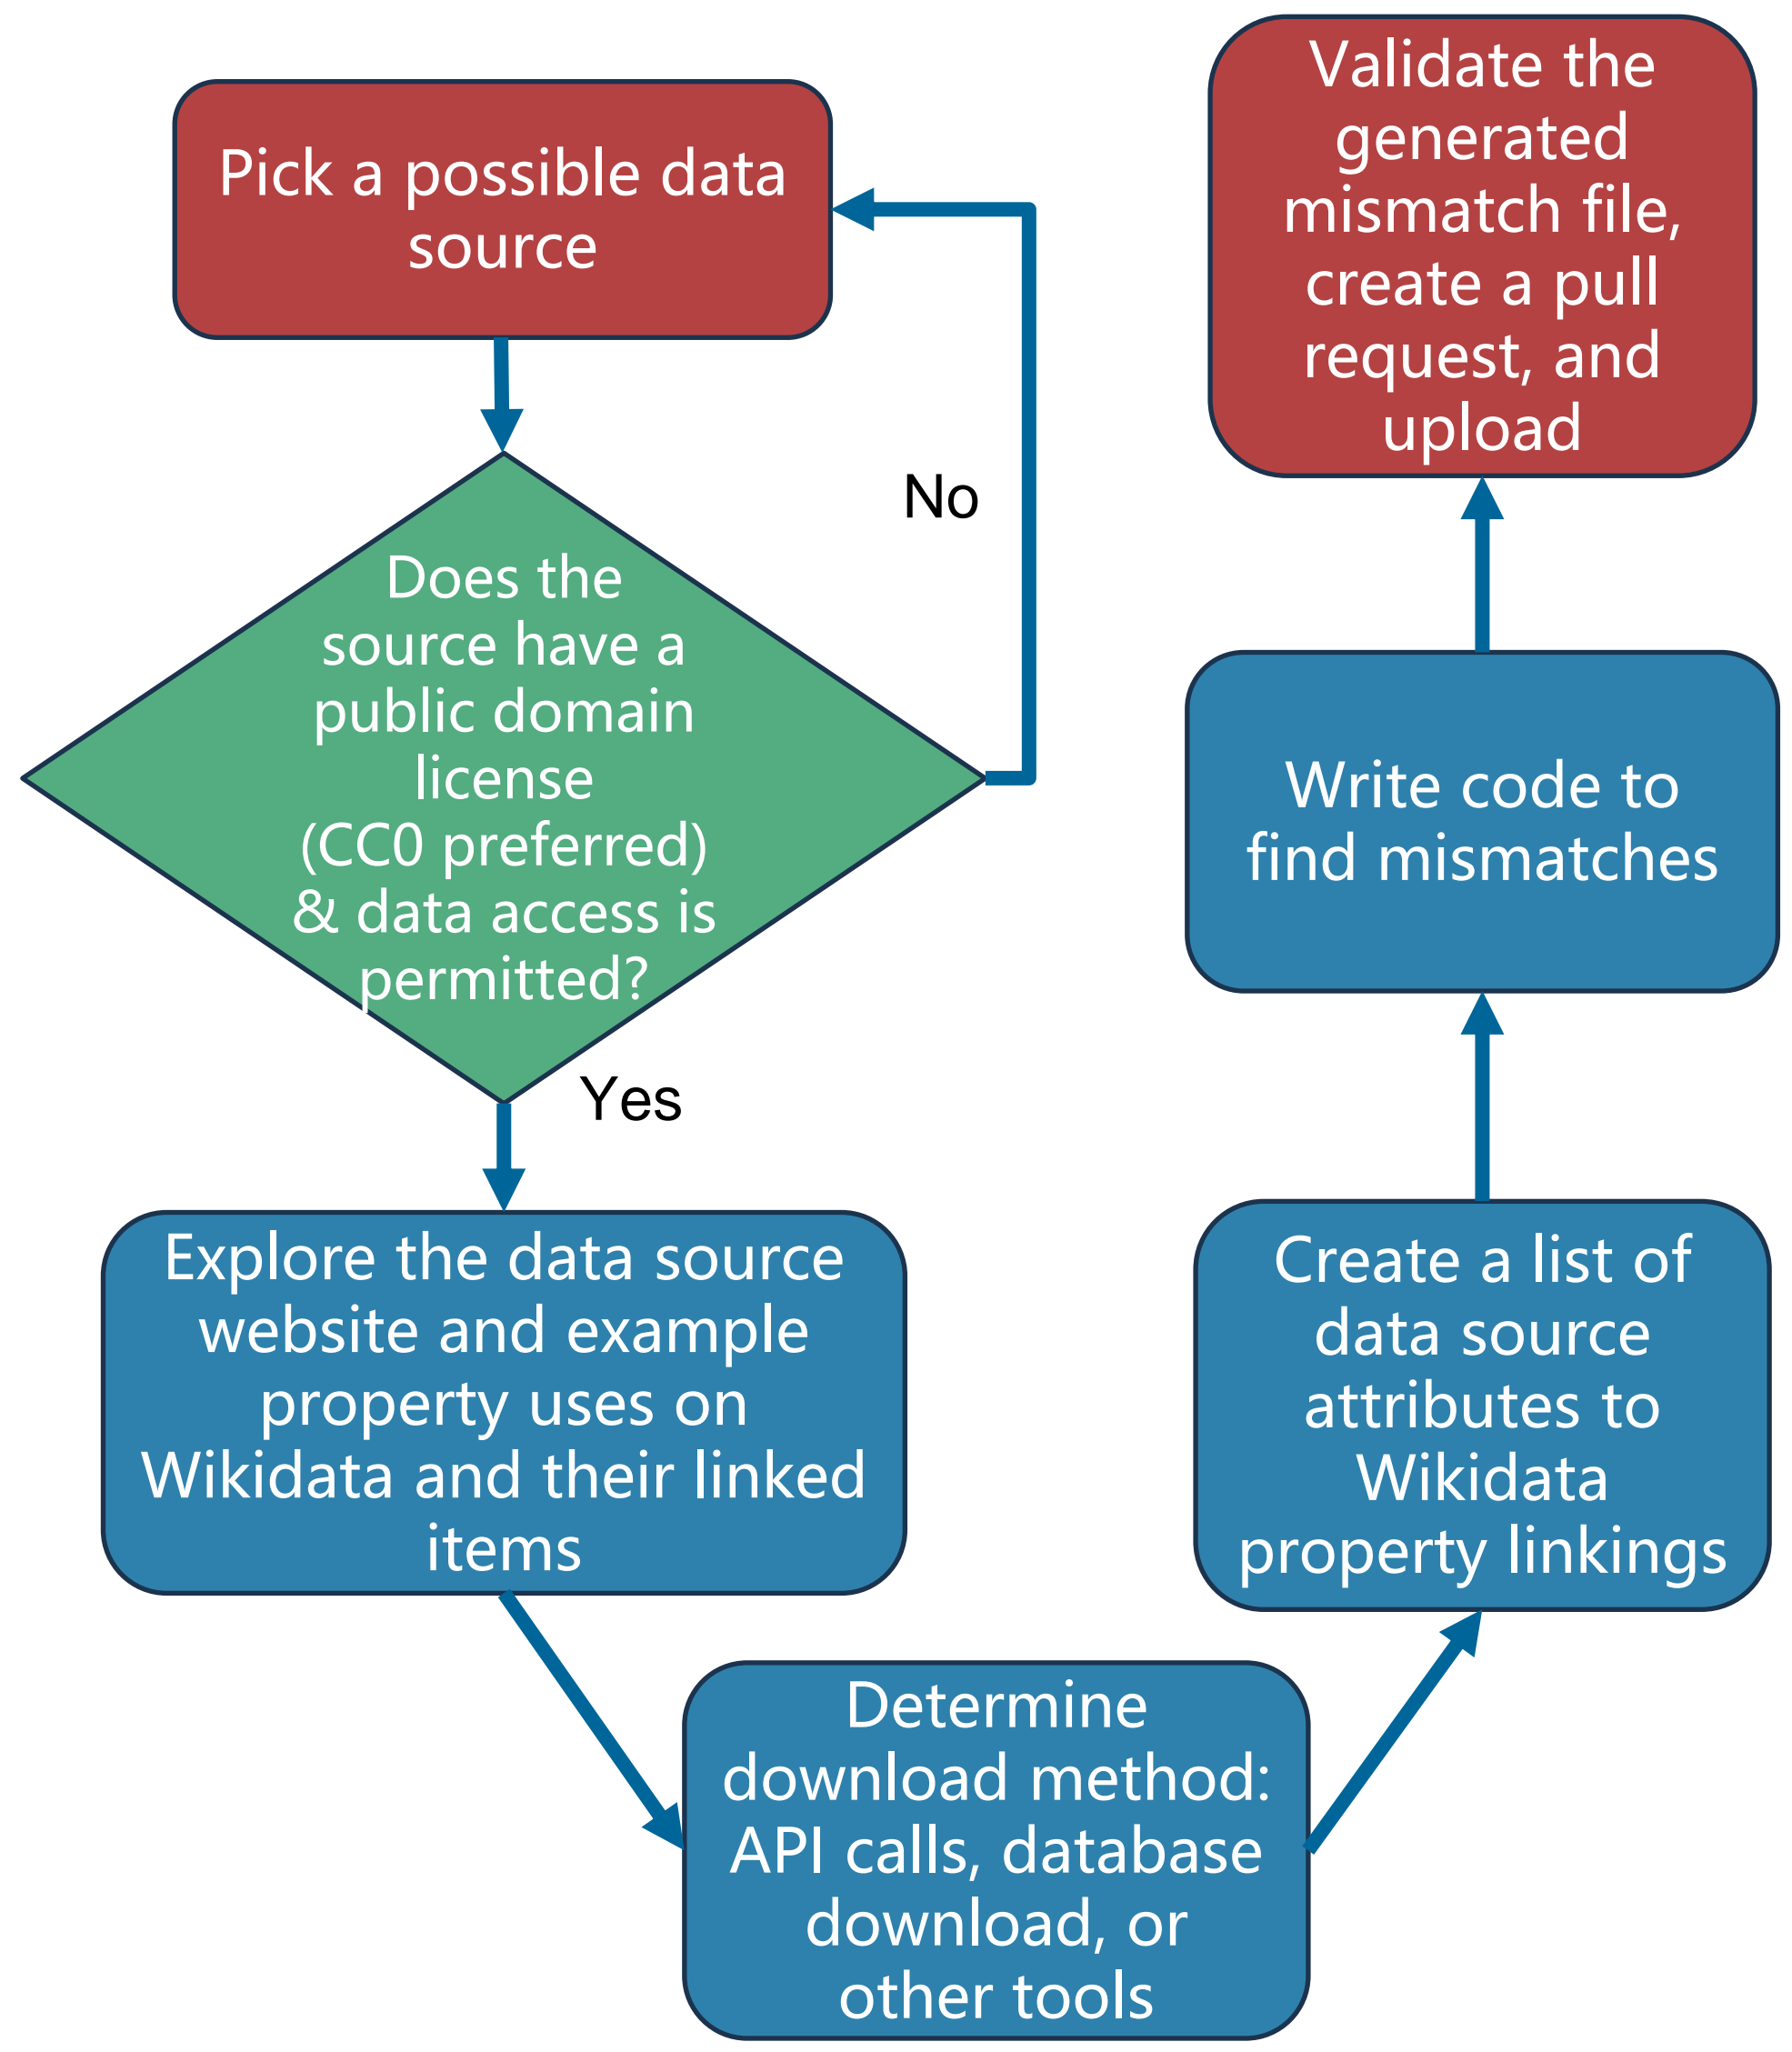 Pick a possible data
source
No
Does the
source have a
public domain
license
(CC0 preferred)
& data access is
permitted?
Yes
Explore the data source
website and example
property uses on
Wikidata and their linked
items
Determine
download method:
API calls, database
download, or
other tools
Create a list of
data source
attributes to
Wikidata
property linkings
Write code to
find mismatches
Validate the
generated
mismatch file,
create a pull
request, and
upload